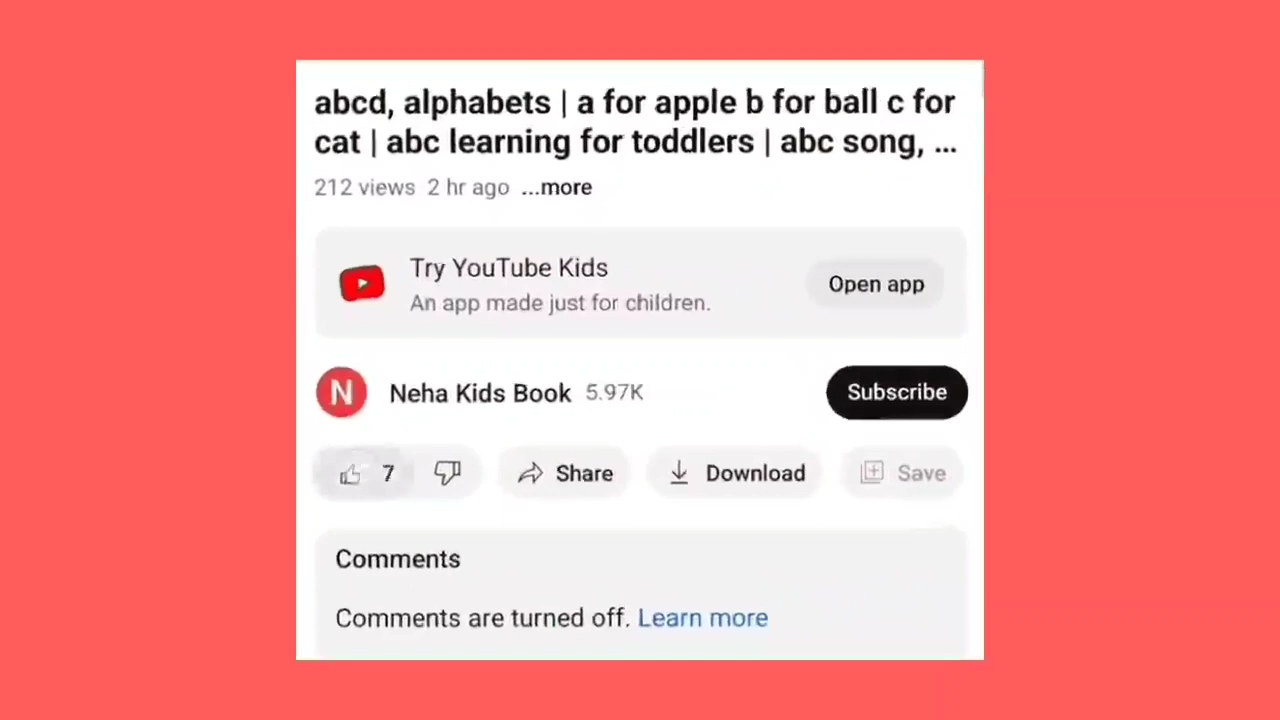 abcd, alphabets | a for apple b for ball c for
cat | abc learning for toddlers | abc song, ...
212 views 2 hr ago ...more
Try YouTube Kids
An app made just for children.
Open app
N Neha Kids Book 5.97K Subscribe
7 Share Download Save
Comments
Comments are turned off. Learn more